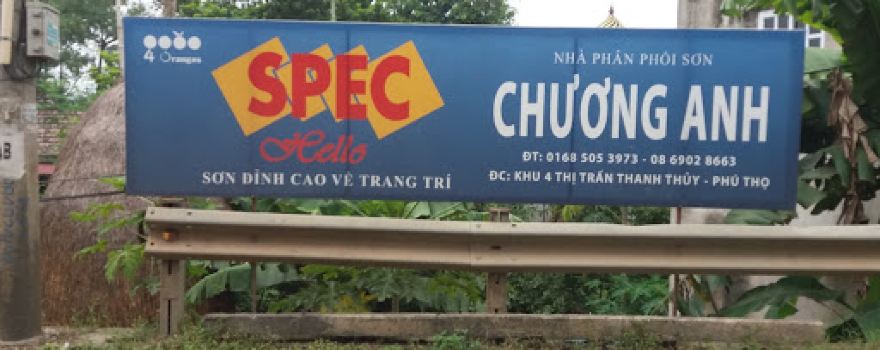 4 Oranges
SPEC
Hello
SƠN ĐỈNH CAO VỀ TRANG TRÍ
NHÀ PHÂN PHỐI SƠN
CHƯƠNG ANH
ĐT: 0168 505 3973 - 08 6902 8663
ĐC: KHU 4 THỊ TRẤN THANH THỦY - PHÚ THỌ